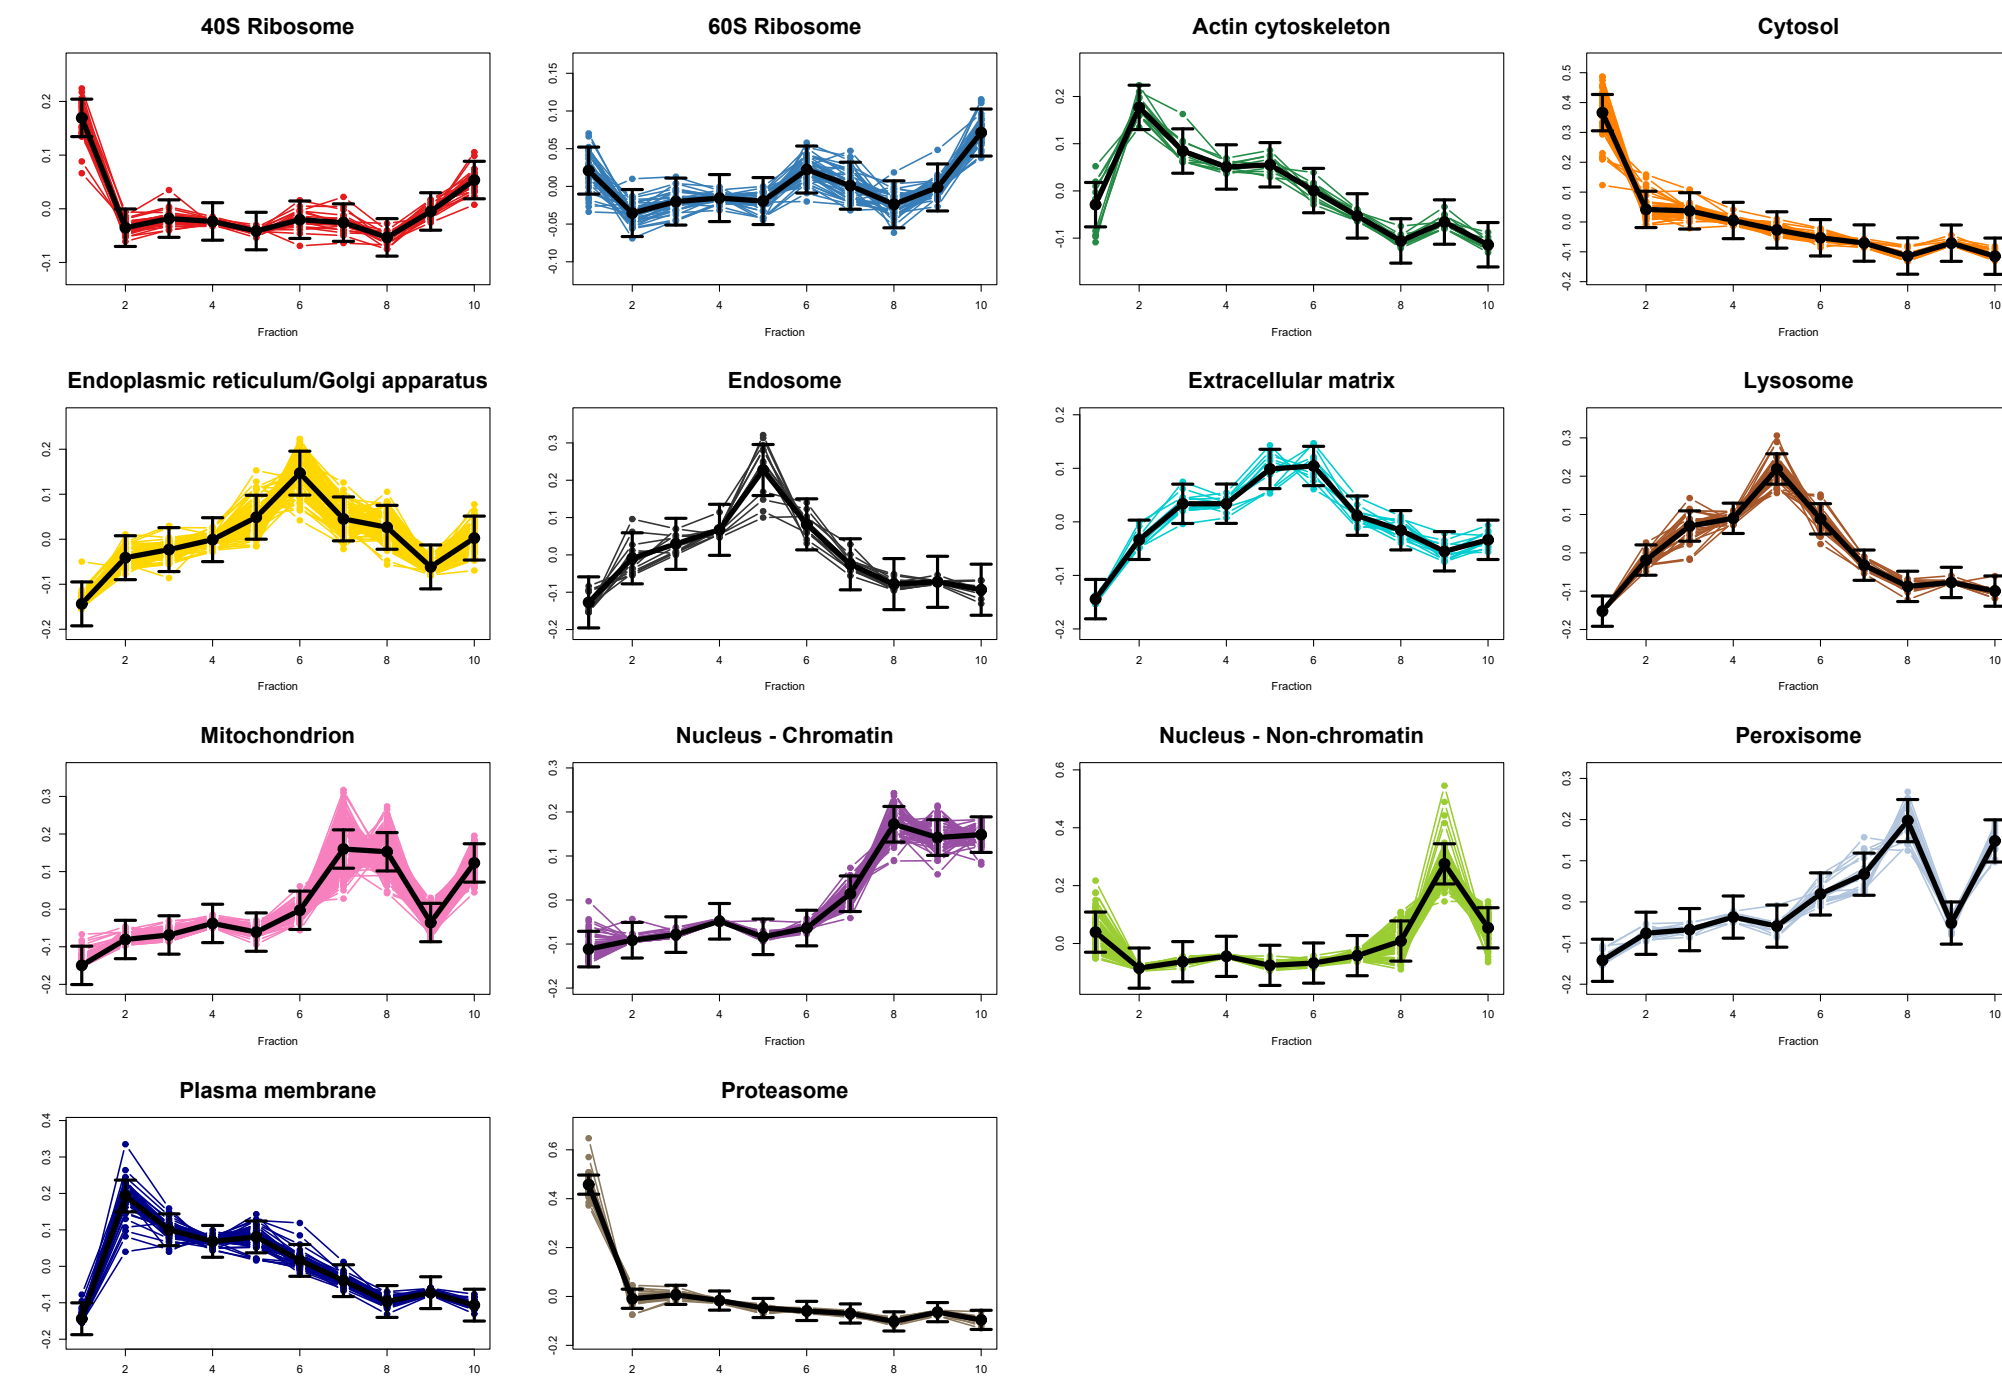 40S Ribosome
60S Ribosome
Actin cytoskeleton
Cytosol
0.2
0.1
0.0
-0.1
2 4 6 8 10
Fraction
0.15
0.10
0.05
0.00
-0.05
-0.10
2 4 6 8 10
Fraction
0.2
0.1
0.0
-0.1
2 4 6 8 10
Fraction
0.5
0.4
0.3
0.2
0.1
0.0
-0.1
-0.2
2 4 6 8 10
Fraction
Endoplasmic reticulum/Golgi apparatus
Endosome
Extracellular matrix
Lysosome
0.2
0.1
0.0
-0.1
-0.2
2 4 6 8 10
Fraction
0.3
0.2
0.1
0.0
-0.1
-0.2
2 4 6 8 10
Fraction
0.2
0.1
0.0
-0.1
-0.2
2 4 6 8 10
Fraction
0.3
0.2
0.1
0.0
-0.1
-0.2
2 4 6 8 10
Fraction
Mitochondrion
Nucleus - Chromatin
Nucleus - Non-chromatin
Peroxisome
0.3
0.2
0.1
0.0
-0.1
-0.2
2 4 6 8 10
Fraction
0.3
0.2
0.1
0.0
-0.1
-0.2
2 4 6 8 10
Fraction
0.6
0.4
0.2
0.0
2 4 6 8 10
Fraction
0.3
0.2
0.1
0.0
-0.1
-0.2
2 4 6 8 10
Fraction
Plasma membrane
Proteasome
0.4
0.3
0.2
0.1
0.0
-0.1
-0.2
2 4 6 8 10
0.6
0.4
0.2
0.0
-0.2
2 4 6 8 10